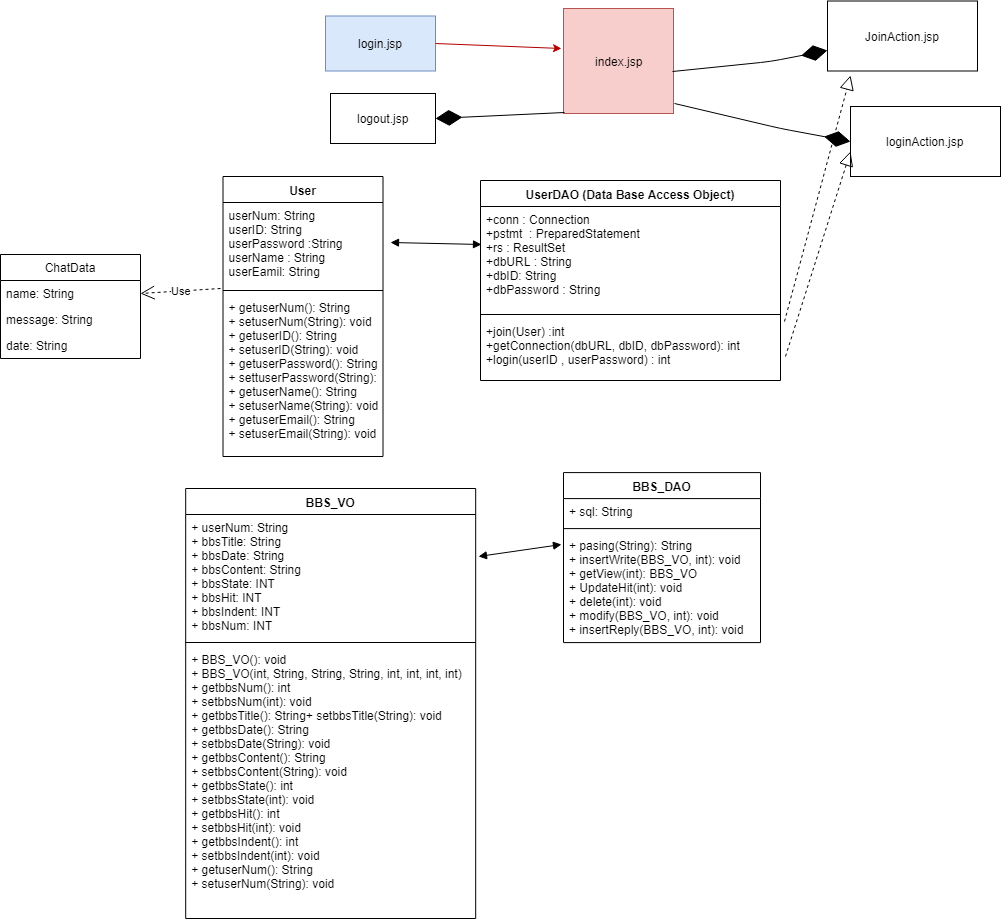 login.jsp
index.jsp
JoinAction.jsp
logout.jsp
loginAction.jsp
User
userNum: String
userID: String
userPassword :String
userName : String
userEamil: String
+ getuserNum(): String
+ setuserNum(String): void
+ getuserID(): String
+ setuserID(String): void
+ getuserPassword(): String
+ settuserPassword(String):
+ getuserName(): String
+ setuserName(String): void
+ getuserEmail(): String
+ setuserEmail(String): void
UserDAO (Data Base Access Object)
+conn : Connection
+pstmt : PreparedStatement
+rs : ResultSet
+dbURL : String
+dbID: String
+dbPassword : String
+join(User) :int
+getConnection(dbURL, dbID, dbPassword): int
+login(userID , userPassword) : int
ChatData
name: String
message: String
date: String
Use
BBS_VO
+ userNum: String
+ bbsTitle: String
+ bbsDate: String
+ bbsContent: String
+ bbsState: INT
+ bbsHit: INT
+ bbsIndent: INT
+ bbsNum: INT
+ BBS_VO(): void
+ BBS_VO(int, String, String, String, int, int, int, int)
+ getbbsNum(): int
+ setbbsNum(int): void
+ getbbsTitle(): String+ setbbsTitle(String): void
+ getbbsDate(): String
+ setbbsDate(String): void
+ getbbsContent(): String
+ setbbsContent(String): void
+ getbbsState(): int
+ setbbsState(int): void
+ getbbsHit(): int
+ setbbsHit(int): void
+ getbbsIndent(): int
+ setbbsIndent(int): void
+ getuserNum(): String
+ setuserNum(String): void
BBS_DAO
+ sql: String
+ pasing(String): String
+ insertWrite(BBS_VO, int): void
+ getView(int): BBS_VO
+ UpdateHit(int): void
+ delete(int): void
+ modify(BBS_VO, int): void
+ insertReply(BBS_VO, int): void